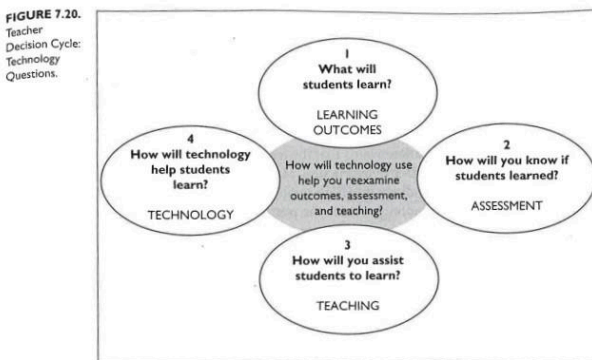 FIGURE 7.20.
Teacher
Decision Cycle:
Technology
Questions.
1
What will
students learn?
LEARNING
OUTCOMES
2
How will you know if
students learned?
ASSESSMENT
3
How will you assist
students to learn?
TEACHING
4
How will technology
help students
learn?
TECHNOLOGY
How will technology use
help you reexamine
outcomes, assessment,
and teaching?